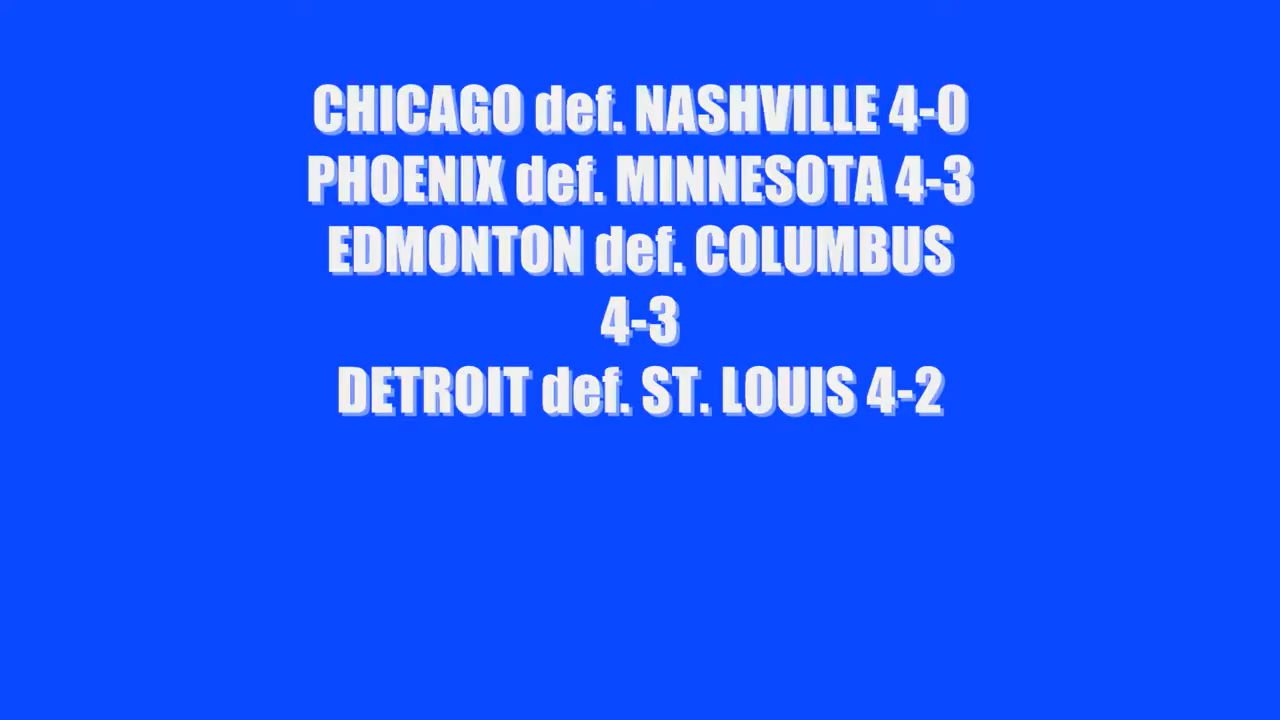 CHICAGO def. NASHVILLE 4-0
PHOENIX def. MINNESOTA 4-3
EDMONTON def. COLUMBUS
4-3
DETROIT def. ST. LOUIS 4-2